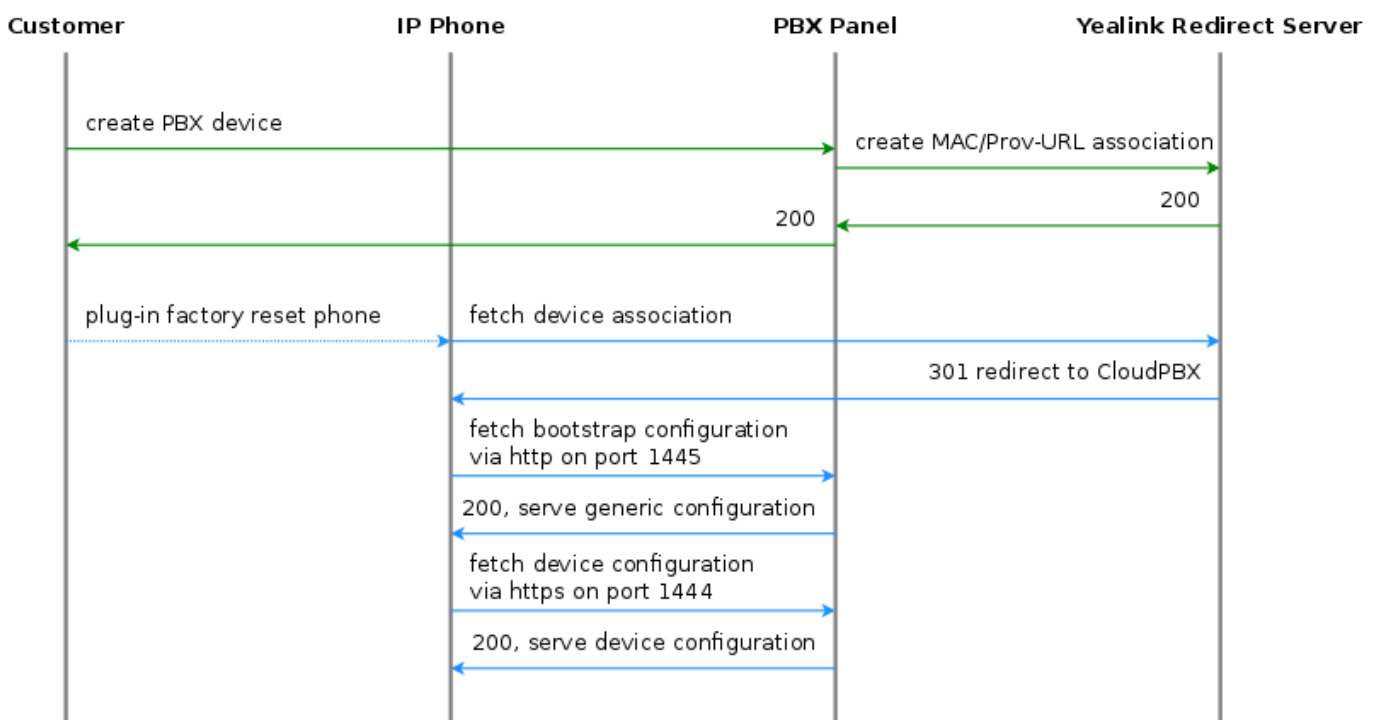 Customer
IP Phone
PBX Panel
Yealink Redirect Server
create PBX device
create MAC/Prov-URL association
200
200
plug-in factory reset phone
fetch device association
301 redirect to CloudPBX
fetch bootstrap configuration
via http on port 1445
200, serve generic configuration
fetch device configuration
via https on port 1444
200, serve device configuration